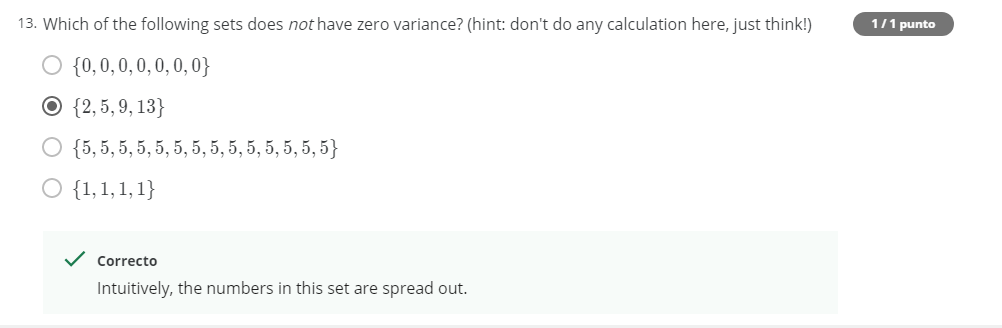 13. Which of the following sets does not have zero variance? (hint: don't do any calculation here, just think!)
1 / 1 punto
{0, 0, 0, 0, 0, 0, 0}
{2, 5, 9, 13}
{5, 5, 5, 5, 5, 5, 5, 5, 5, 5, 5, 5, 5, 5}
{1, 1, 1, 1}
Correcto
Intuitively, the numbers in this set are spread out.